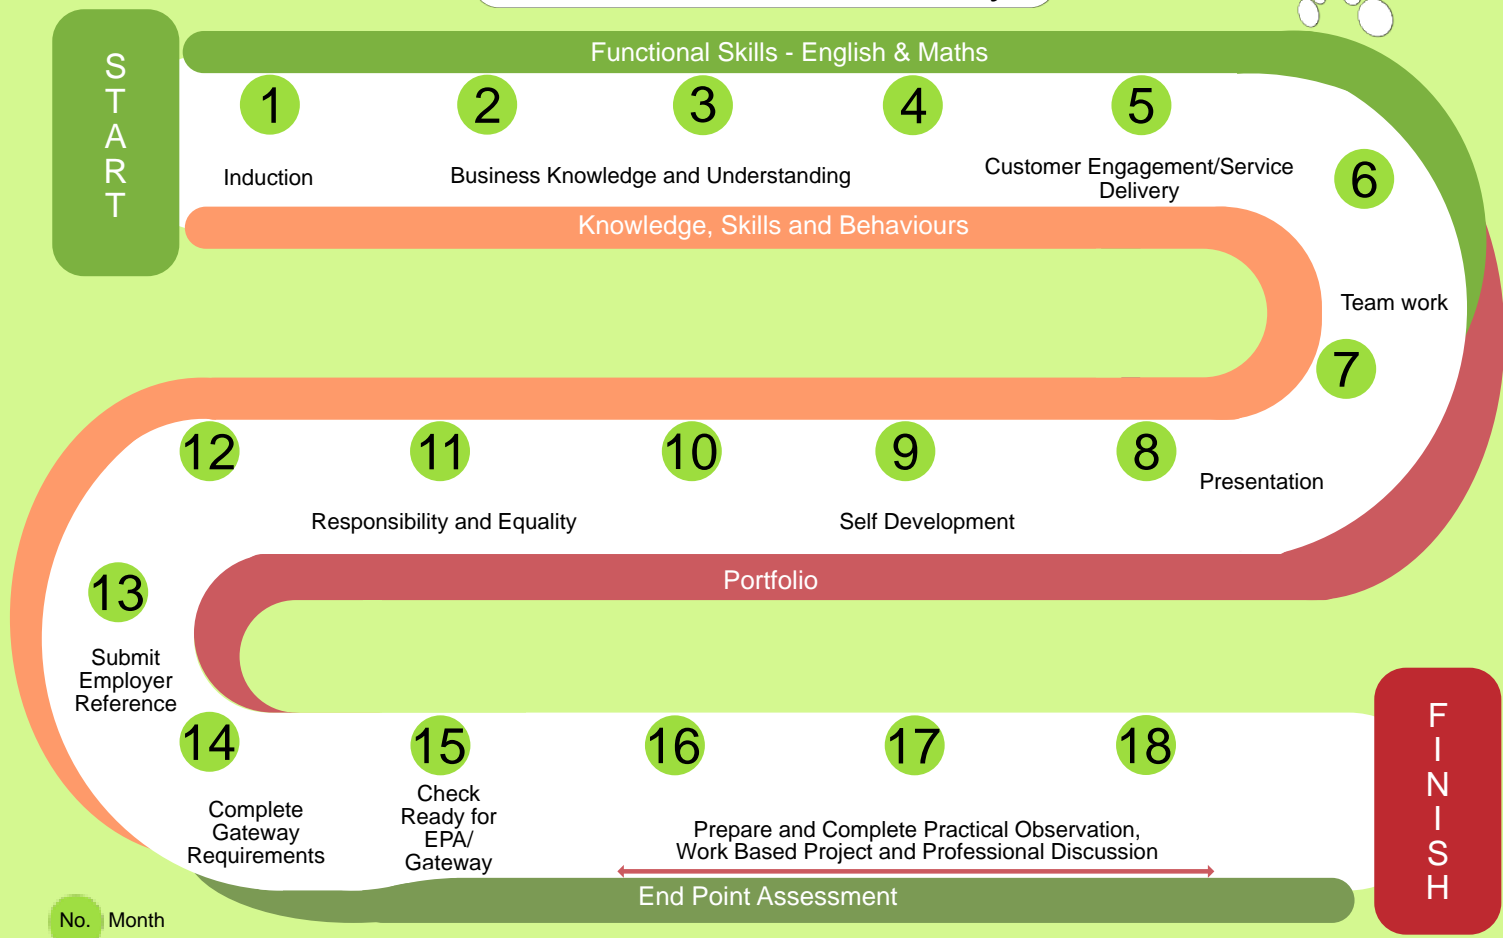 START
Functional Skills - English & Maths
1
2
3
4
5
6
Induction
Business Knowledge and Understanding
Customer Engagement/Service
Delivery
Knowledge, Skills and Behaviours
Team work
7
12
11
10
9
8
Presentation
Responsibility and Equality
Self Development
Portfolio
13
Submit
Employer
Reference
14
15
16
17
18
Complete
Gateway
Requirements
Check
Ready for
EPA/
Gateway
Prepare and Complete Practical Observation,
Work Based Project and Professional Discussion
End Point Assessment
FINISH
No. Month